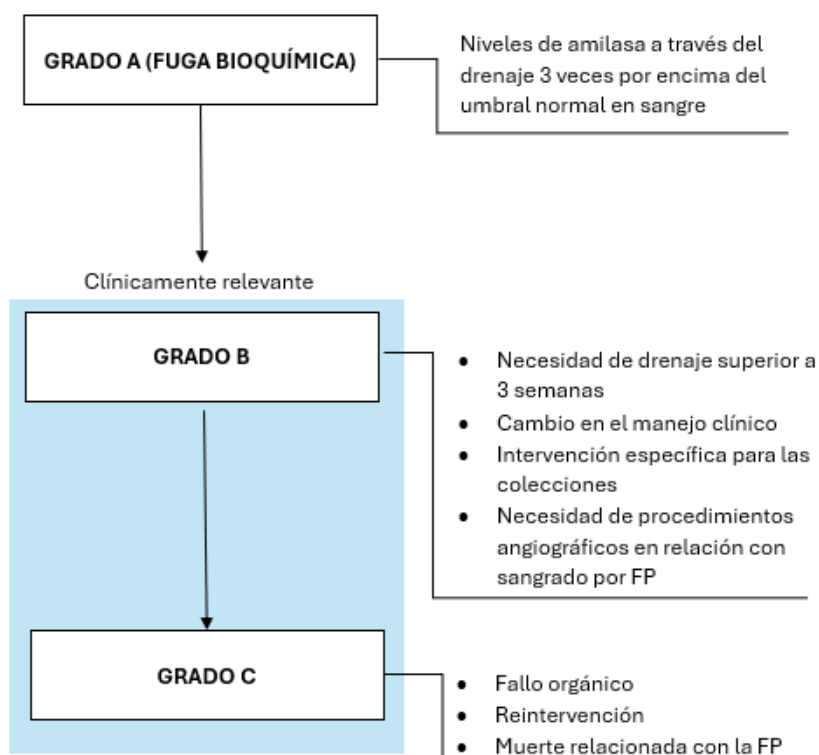 GRADO A (FUGA BIOQUÍMICA)
Niveles de amilasa a través del
drenaje 3 veces por encima del
umbral normal en sangre
Clínicamente relevante
GRADO B
• Necesidad de drenaje superior a
3 semanas
• Cambio en el manejo clínico
• Intervención específica para las
colecciones
• Necesidad de procedimientos
angiográficos en relación con
sangrado por FP
GRADO C
• Fallo orgánico
• Reintervención
• Muerte relacionada con la FP